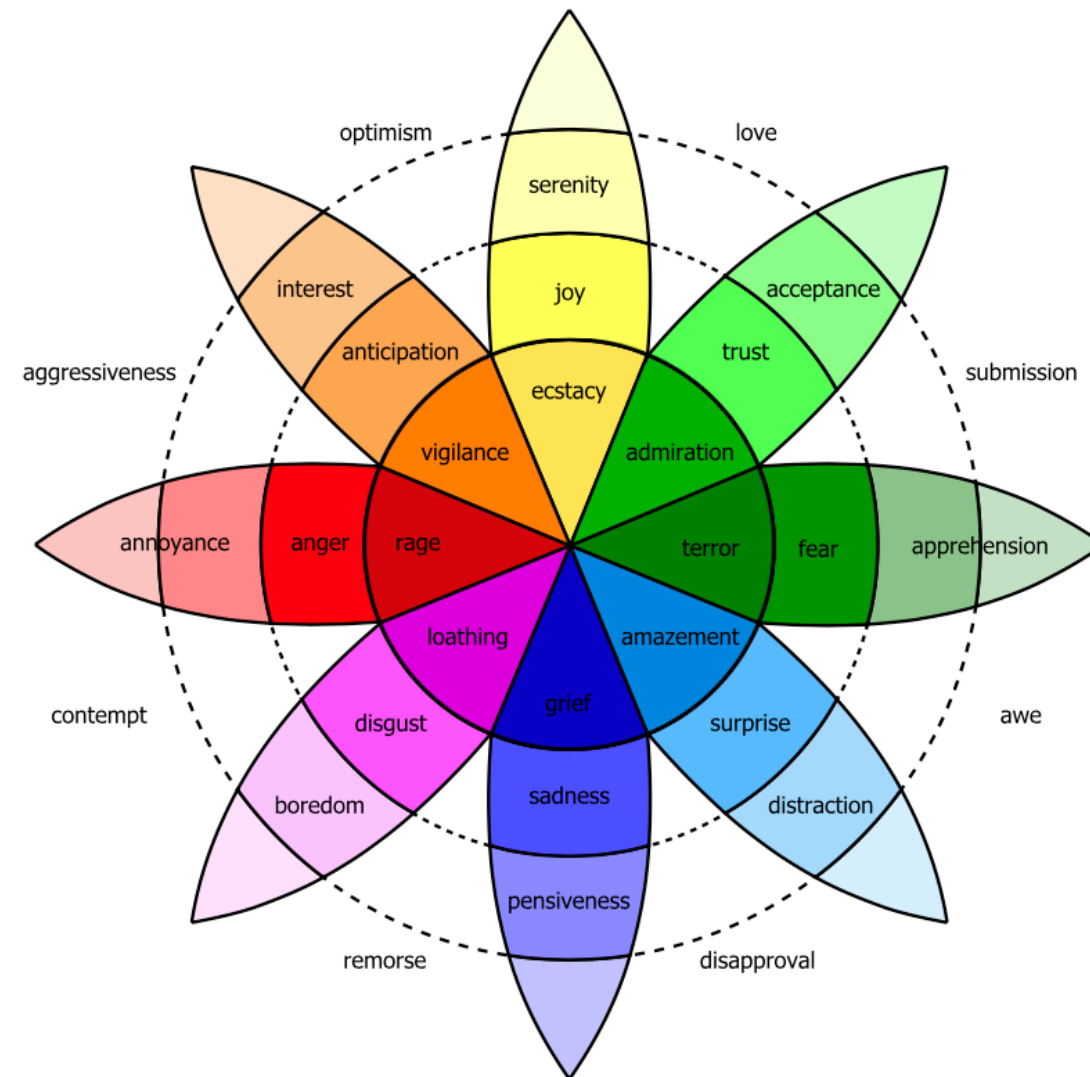 optimism
love
serenity
interest
joy
acceptance
anticipation
trust
aggressiveness
submission
ecstacy
vigilance
admiration
annoyance
anger
rage
terror
fear
apprehension
loathing
amazement
grief
contempt
awe
disgust
surprise
sadness
boredom
distraction
pensiveness
remorse
disapproval